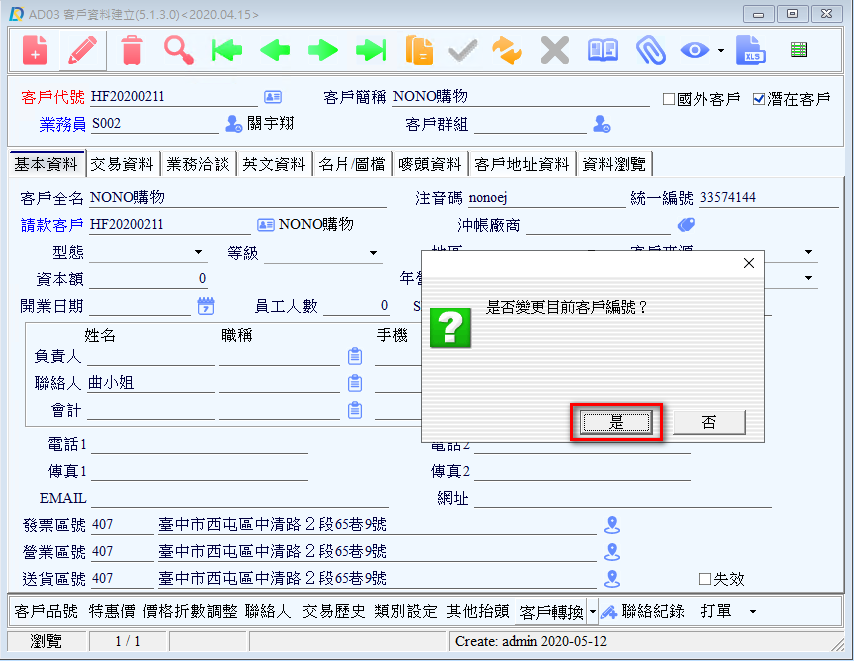 AD03 客戶資料建立(5.1.3.0)<2020.04.15>
XLS
客戶代號 HF20200211 客戶簡稱 NONO購物 國外客戶 潛在客戶
業務員 S002 關宇翔 客戶群組
基本資料 交易資料 業務洽談 英文資料 名片/圖檔 嘜頭資料 客戶地址資料 資料瀏覽
客戶全名 NONO購物 注音碼 nonoej 統一編號 33574144
請款客戶 HF20200211 NONO購物 沖帳廠商
型態 等級
資本額 0 年
開業日期 7 員工人數 0 S
是否變更目前客戶編號？
是 否
姓名 職稱 手機
負責人
聯絡人 曲小姐
會計
電話1 電話2
傳真1 傳真2
EMAIL 網址
發票區號 407 臺中市西屯區中清路２段65巷9號
營業區號 407 臺中市西屯區中清路２段65巷9號
送貨區號 407 臺中市西屯區中清路２段65巷9號 失效
客戶品號 特惠價 價格折數調整 聯絡人 交易歷史 類別設定 其他抬頭 客戶轉換 聯絡紀錄 打單
瀏覽 1 / 1 Create: admin 2020-05-12